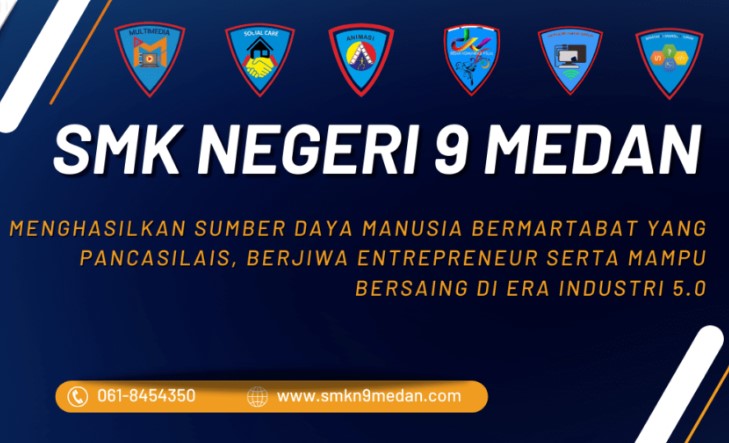 MULTIMEDIA
SOCIAL CARE
ANIMASI
SMK NEGERI 9 MEDAN
MENGHASILKAN SUMBER DAYA MANUSIA BERMARTABAT YANG
PANCASILAIS, BERJIWA ENTREPRENEUR SERTA MAMPU
BERSAING DI ERA INDUSTRI 5.0
061-8454350
www.smkn9medan.com